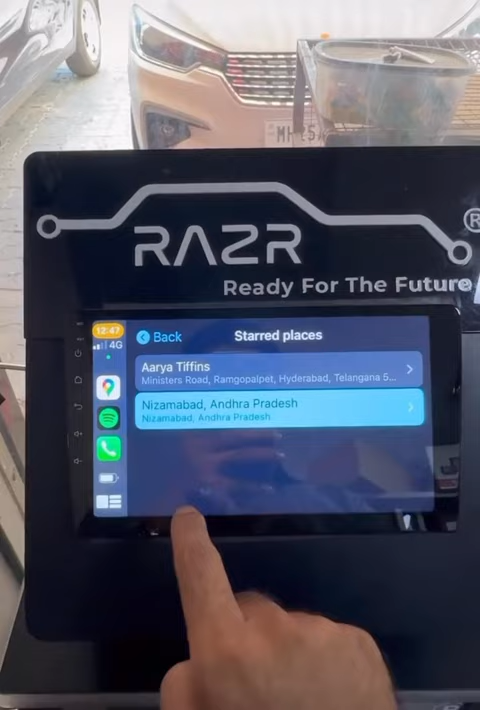 MH25A
RAZR
®
Ready For The Future
12:47
4G
Back
Starred places
Aarya Tiffins
Ministers Road, Ramgopalpet, Hyderabad, Telangana 5...
Nizamabad, Andhra Pradesh
Nizamabad, Andhra Pradesh